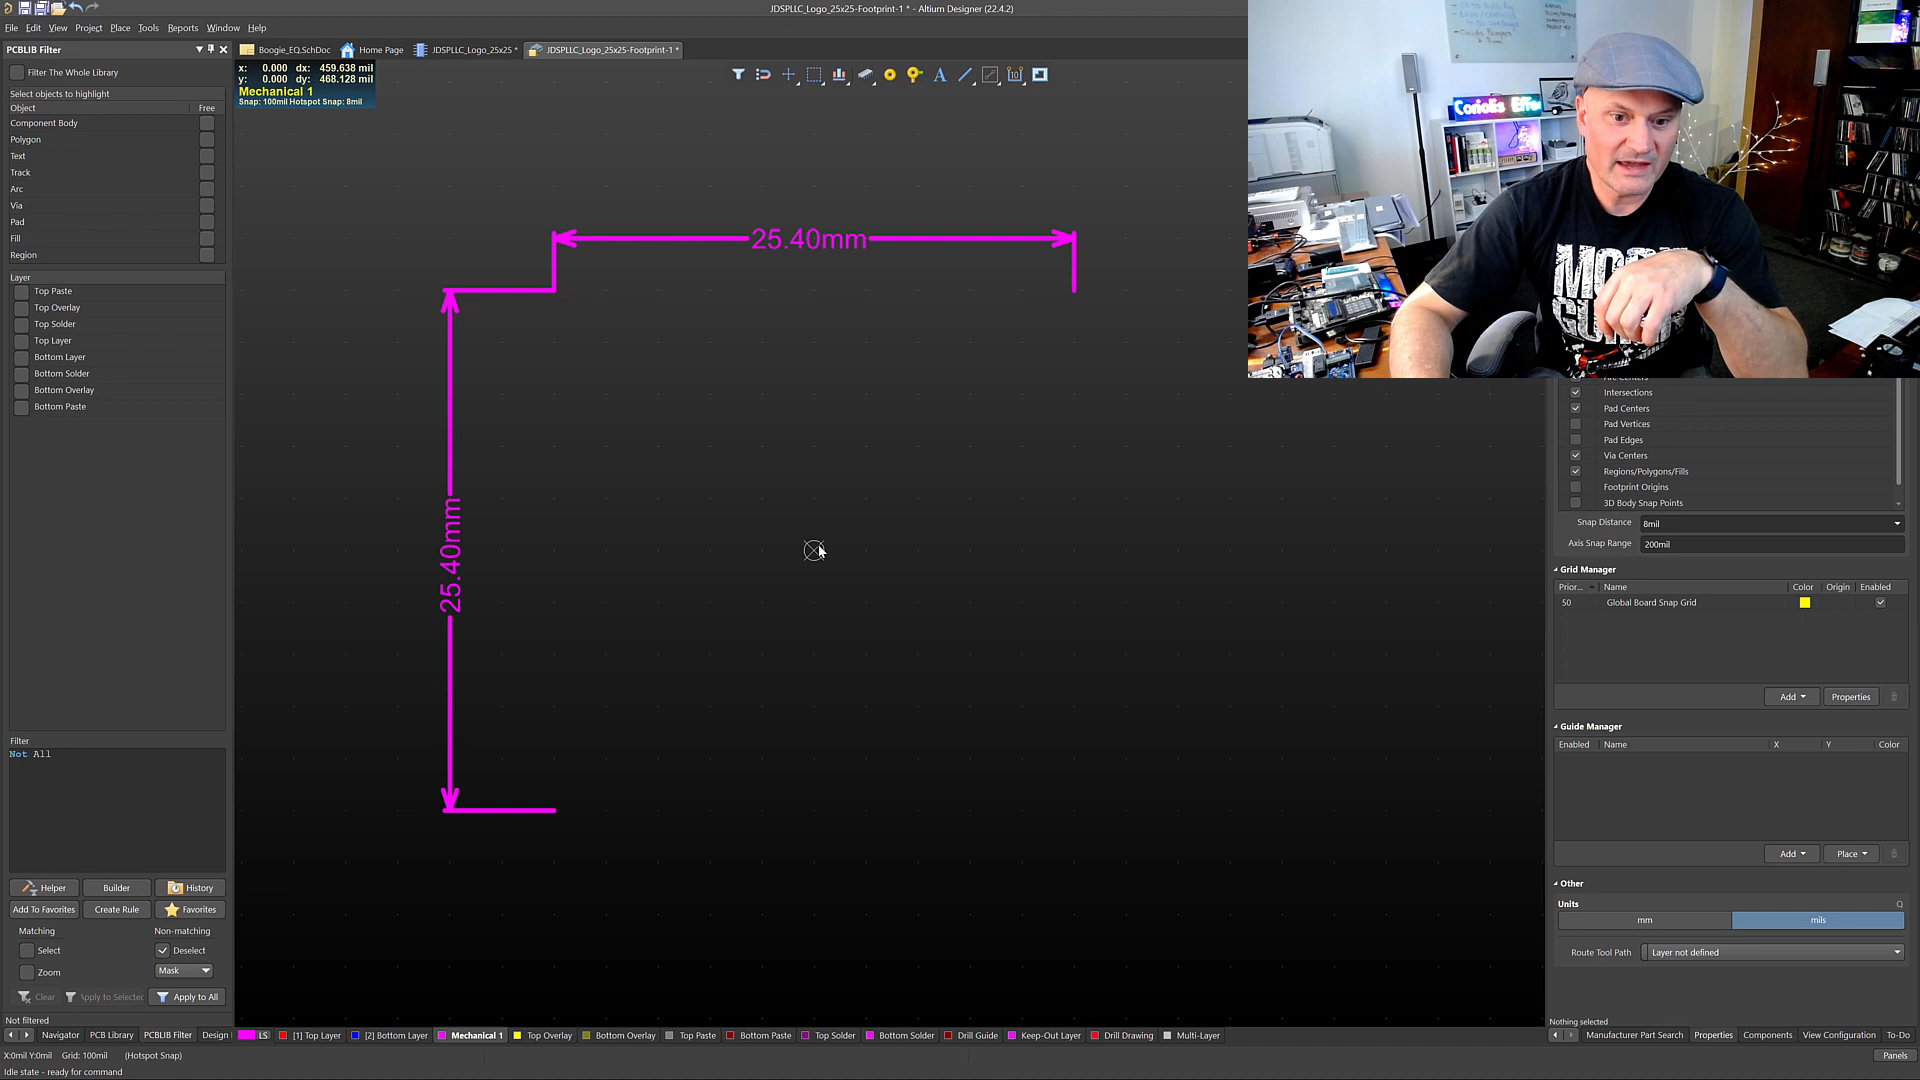 JDSPLLC_Logo_25x25-Footprint-1 * - Altium Designer (22.4.2)
File Edit View Project Place Tools Reports Window Help
PCBLIB Filter
Boogie_EQ.SchDoc
Home Page
JDSPLLC_Logo_25x25 *
JDSPLLC_Logo_25x25-Footprint-1 *
Filter The Whole Library
Select objects to highlight
Object Free
Component Body
Polygon
Text
Track
Arc
Via
Pad
Fill
Region
Layer
Top Paste
Top Overlay
Top Solder
Top Layer
Bottom Layer
Bottom Solder
Bottom Overlay
Bottom Paste
Filter
Not All
Helper Builder History
Add To Favorites Create Rule Favorites
Matching Non-matching
Select Deselect
Zoom Mask
Clear Apply to Selected Apply to All
Not filtered
Navigator PCB Library PCBLIB Filter Design
x: 0.000 dx: 459.638 mil
y: 0.000 dy: 468.128 mil
Mechanical 1
Snap: 100mil Hotspot Snap: 8mil
25.40mm
25.40mm
Coriolis Effe
Intersections
Pad Centers
Pad Vertices
Pad Edges
Via Centers
Regions/Polygons/Fills
Footprint Origins
3D Body Snap Points
Snap Distance 8mil
Axis Snap Range 200mil
Grid Manager
Prior... Name Color Origin Enabled
50 Global Board Snap Grid
Add Properties
Guide Manager
Enabled Name X Y Color
Add Place
Other
Units
mm mils
Route Tool Path Layer not defined
Nothing selected
LS [1] Top Layer [2] Bottom Layer Mechanical 1 Top Overlay Bottom Overlay Top Paste Bottom Paste Top Solder Bottom Solder Drill Guide Keep-Out Layer Drill Drawing Multi-Layer
Manufacturer Part Search Properties Components View Configuration To-Do
X:0mil Y:0mil Grid: 100mil (Hotspot Snap)
Panels
Idle state - ready for command